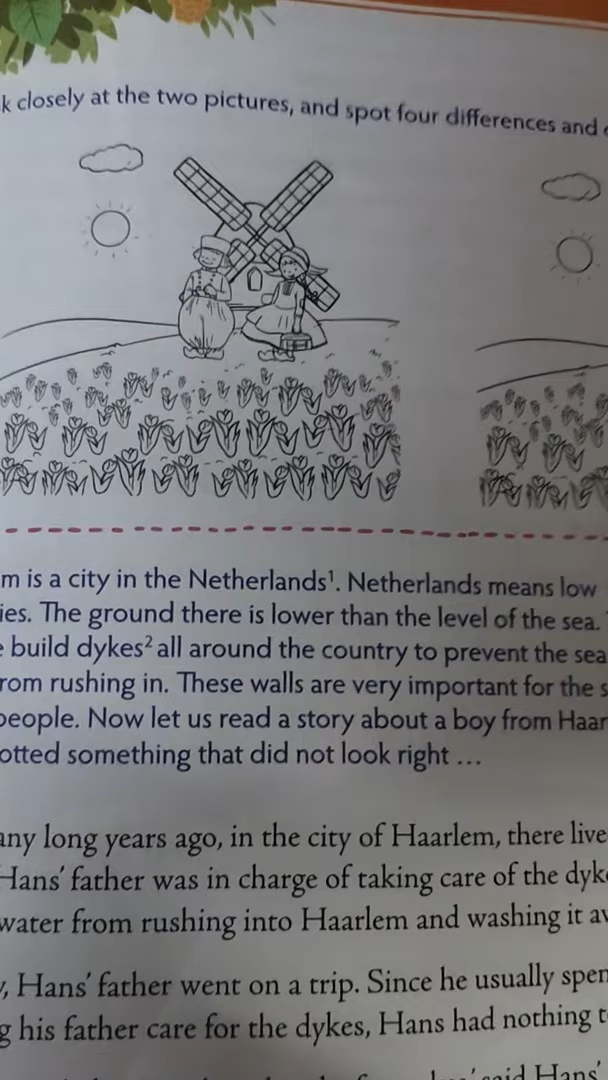 k closely at the two pictures, and spot four differences and
m is a city in the Netherlands¹. Netherlands means low
ies. The ground there is lower than the level of the sea.
e build dykes² all around the country to prevent the sea
rom rushing in. These walls are very important for the s
people. Now let us read a story about a boy from Haar
otted something that did not look right ...
any long years ago, in the city of Haarlem, there live
Hans' father was in charge of taking care of the dyk
water from rushing into Haarlem and washing it av
, Hans' father went on a trip. Since he usually spen
g his father care for the dykes, Hans had nothing t
said Hans'